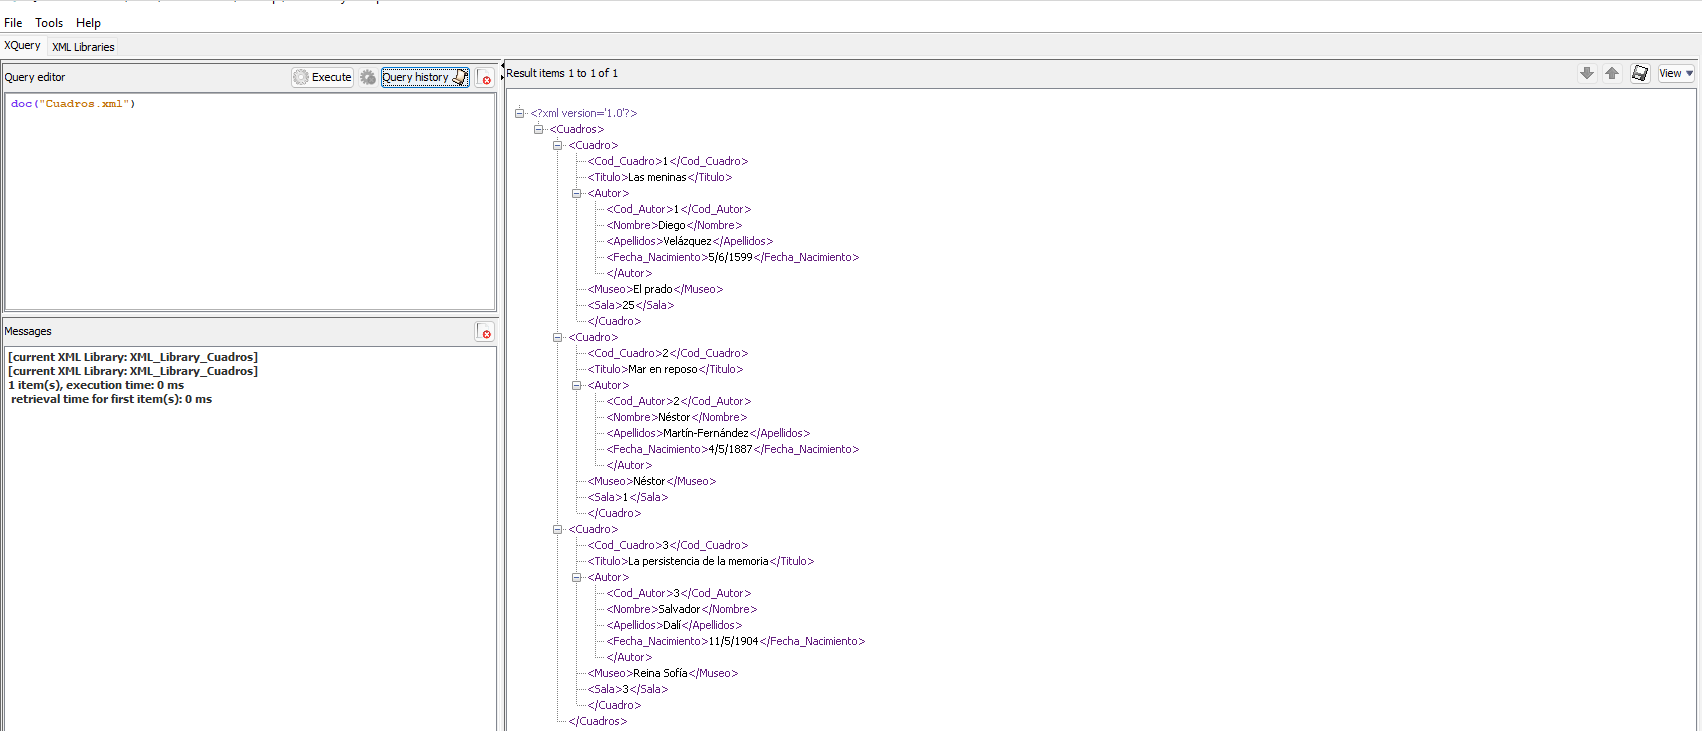 File Tools Help
XQuery XML Libraries
Query editor Execute Query history
doc("Cuadros.xml")
Messages
[current XML Library: XML_Library_Cuadros]
[current XML Library: XML_Library_Cuadros]
1 item(s), execution time: 0 ms
retrieval time for first item(s): 0 ms
Result items 1 to 1 of 1 View
<?xml version='1.0'?>
<Cuadros>
<Cuadro>
<Cod_Cuadro>1</Cod_Cuadro>
<Titulo>Las meninas</Titulo>
<Autor>
<Cod_Autor>1</Cod_Autor>
<Nombre>Diego</Nombre>
<Apellidos>Velázquez</Apellidos>
<Fecha_Nacimiento>5/6/1599</Fecha_Nacimiento>
</Autor>
<Museo>El prado</Museo>
<Sala>25</Sala>
</Cuadro>
<Cuadro>
<Cod_Cuadro>2</Cod_Cuadro>
<Titulo>Mar en reposo</Titulo>
<Autor>
<Cod_Autor>2</Cod_Autor>
<Nombre>Néstor</Nombre>
<Apellidos>Martín-Fernández</Apellidos>
<Fecha_Nacimiento>4/5/1887</Fecha_Nacimiento>
</Autor>
<Museo>Néstor</Museo>
<Sala>1</Sala>
</Cuadro>
<Cuadro>
<Cod_Cuadro>3</Cod_Cuadro>
<Titulo>La persistencia de la memoria</Titulo>
<Autor>
<Cod_Autor>3</Cod_Autor>
<Nombre>Salvador</Nombre>
<Apellidos>Dalí</Apellidos>
<Fecha_Nacimiento>11/5/1904</Fecha_Nacimiento>
</Autor>
<Museo>Reina Sofía</Museo>
<Sala>3</Sala>
</Cuadro>
</Cuadros>